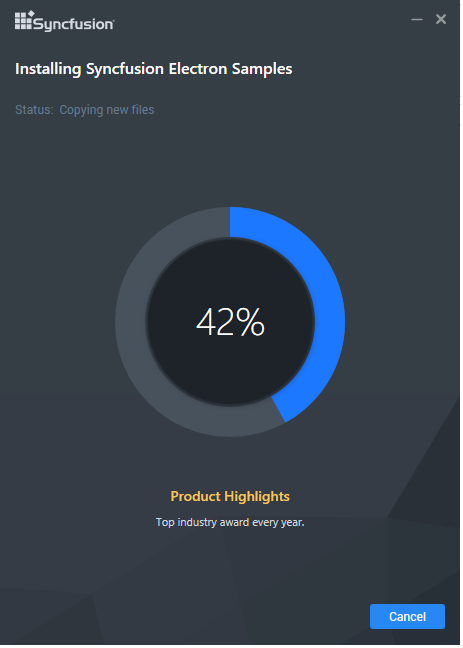 Syncfusion
Installing Syncfusion Electron Samples
Status: Copying new files
42%
Product Highlights
Top industry award every year.
Cancel